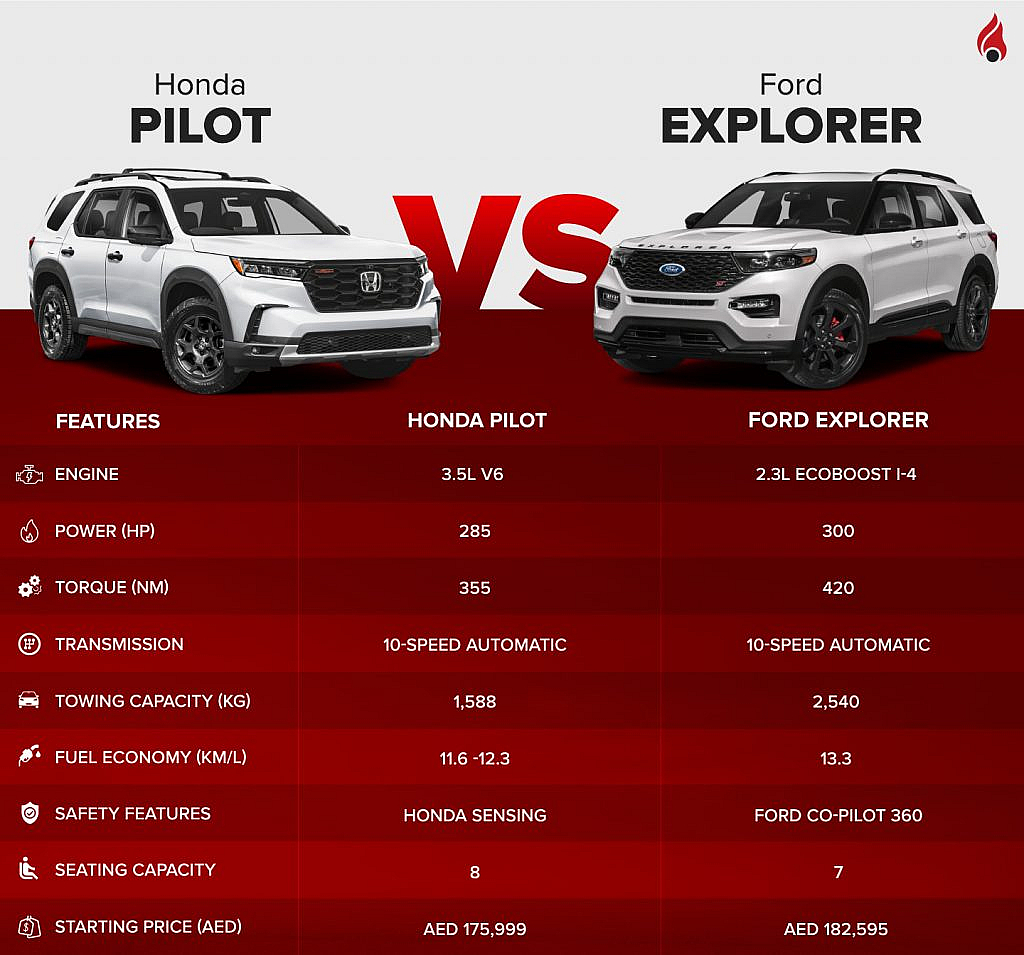 Honda
PILOT
Ford
EXPLORER
VS
EXPLORER
Ford
ST
FEATURES HONDA PILOT FORD EXPLORER
ENGINE 3.5L V6 2.3L ECOBOOST I-4
POWER (HP) 285 300
TORQUE (NM) 355 420
TRANSMISSION 10-SPEED AUTOMATIC 10-SPEED AUTOMATIC
TOWING CAPACITY (KG) 1,588 2,540
FUEL ECONOMY (KM/L) 11.6 -12.3 13.3
SAFETY FEATURES HONDA SENSING FORD CO-PILOT 360
SEATING CAPACITY 8 7
STARTING PRICE (AED) AED 175,999 AED 182,595